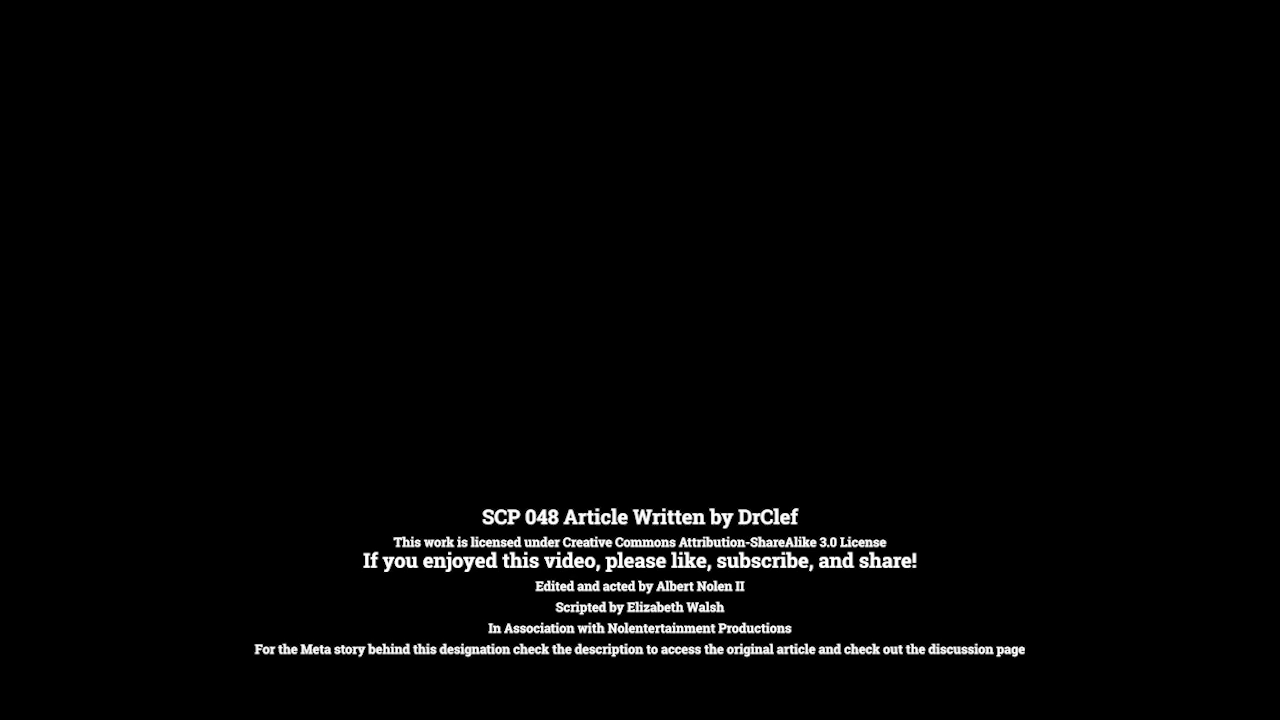 SCP 048 Article Written by DrClef
This work is licensed under Creative Commons Attribution-ShareAlike 3.0 License
If you enjoyed this video, please like, subscribe, and share!
Edited and acted by Albert Nolen II
Scripted by Elizabeth Walsh
In Association with Nolentertainment Productions
For the Meta story behind this designation check the description to access the original article and check out the discussion page